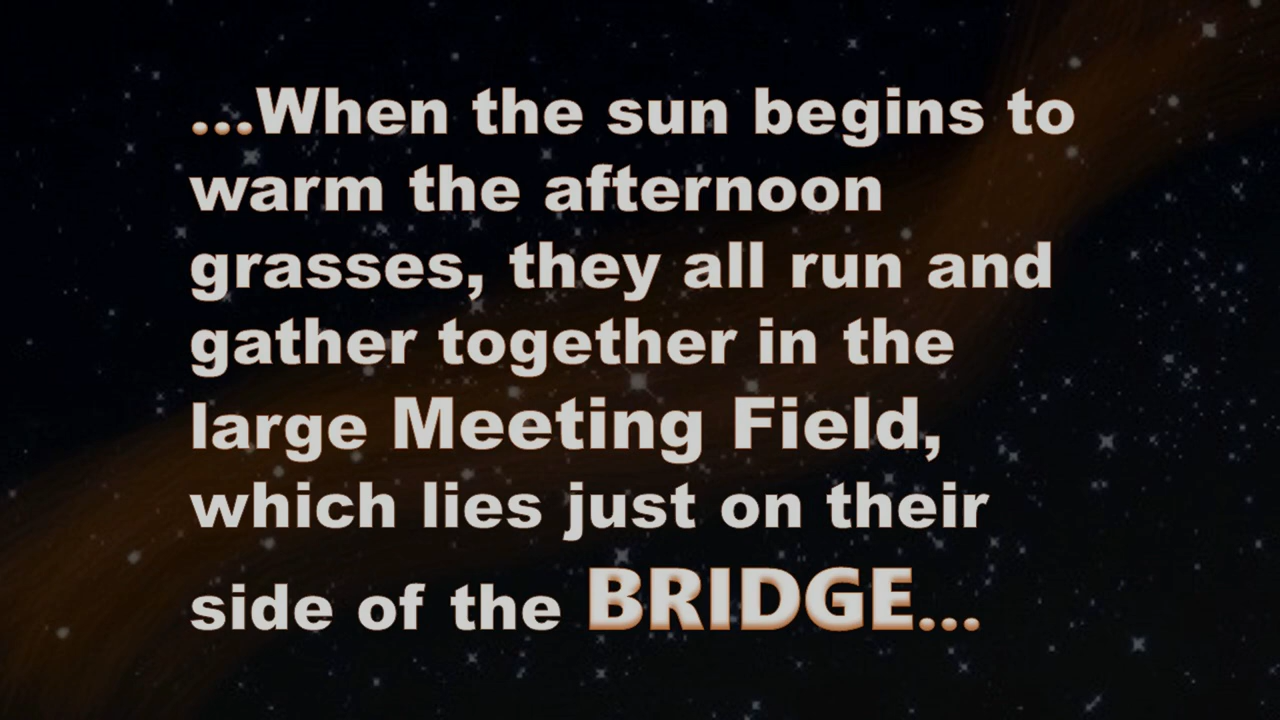 ...When the sun begins to
warm the afternoon
grasses, they all run and
gather together in the
large Meeting Field,
which lies just on their
side of the BRIDGE...